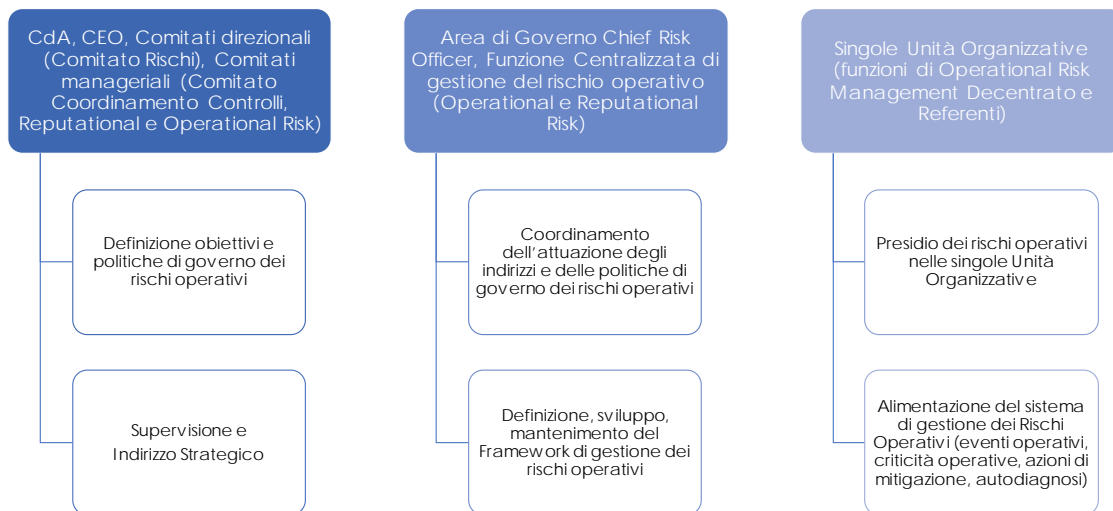 CdA, CEO, Comitati direzionali
(Comitato Rischi), Comitati
manageriali (Comitato
Coordinamento Controlli,
Reputational e Operational Risk)
Definizione obiettivi e
politiche di governo dei
rischi operativi
Supervisione e
Indirizzo Strategico
Area di Governo Chief Risk
Officer, Funzione Centralizzata di
gestione del rischio operativo
(Operational e Reputational
Risk)
Coordinamento
dell'attuazione degli
indirizzi e delle politiche di
governo dei rischi operativi
Definizione, sviluppo,
mantenimento del
Framework di gestione dei
rischi operativi
Singole Unità Organizzative
(funzioni di Operational Risk
Management Decentrato e
Referenti)
Presidio dei rischi operativi
nelle singole Unità
Organizzative
Alimentazione del sistema
di gestione dei Rischi
Operativi (eventi operativi,
criticità operative, azioni di
mitigazione, autodiagnosi)